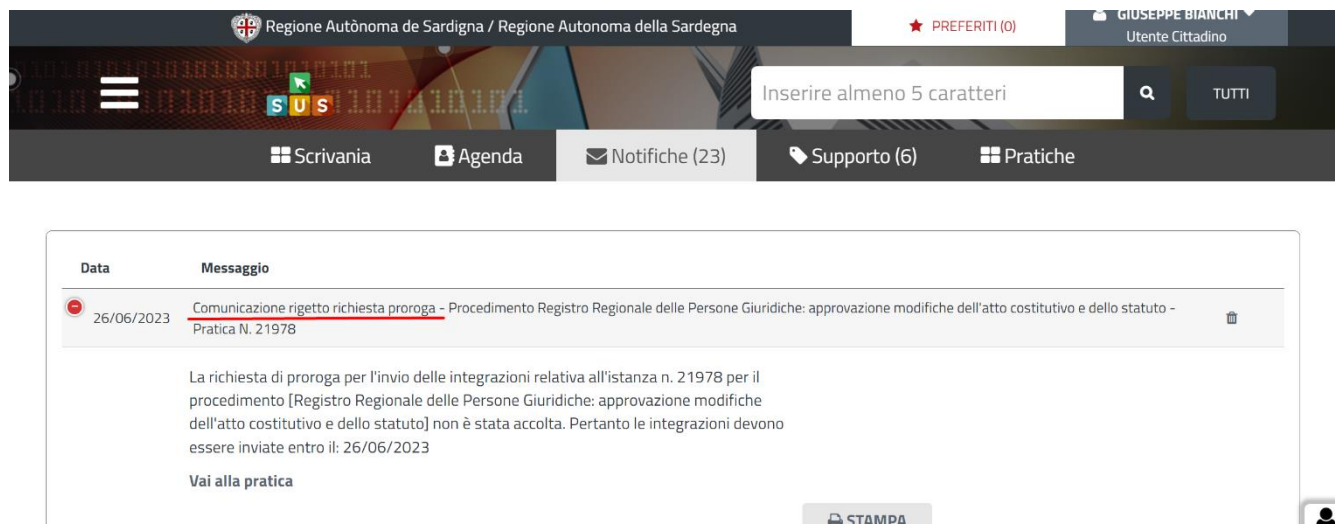 Regione Autònoma de Sardigna / Regione Autonoma della Sardegna
PREFERITI (0)
GIUSEPPE BIANCHI
Utente Cittadino
SUS
Inserire almeno 5 caratteri
TUTTI
Scrivania
Agenda
Notifiche (23)
Supporto (6)
Pratiche
Data Messaggio
26/06/2023 Comunicazione rigetto richiesta proroga - Procedimento Registro Regionale delle Persone Giuridiche: approvazione modifiche dell'atto costitutivo e dello statuto -
Pratica N. 21978
La richiesta di proroga per l'invio delle integrazioni relativa all'istanza n. 21978 per il
procedimento [Registro Regionale delle Persone Giuridiche: approvazione modifiche
dell'atto costitutivo e dello statuto] non è stata accolta. Pertanto le integrazioni devono
essere inviate entro il: 26/06/2023
Vai alla pratica
STAMPA